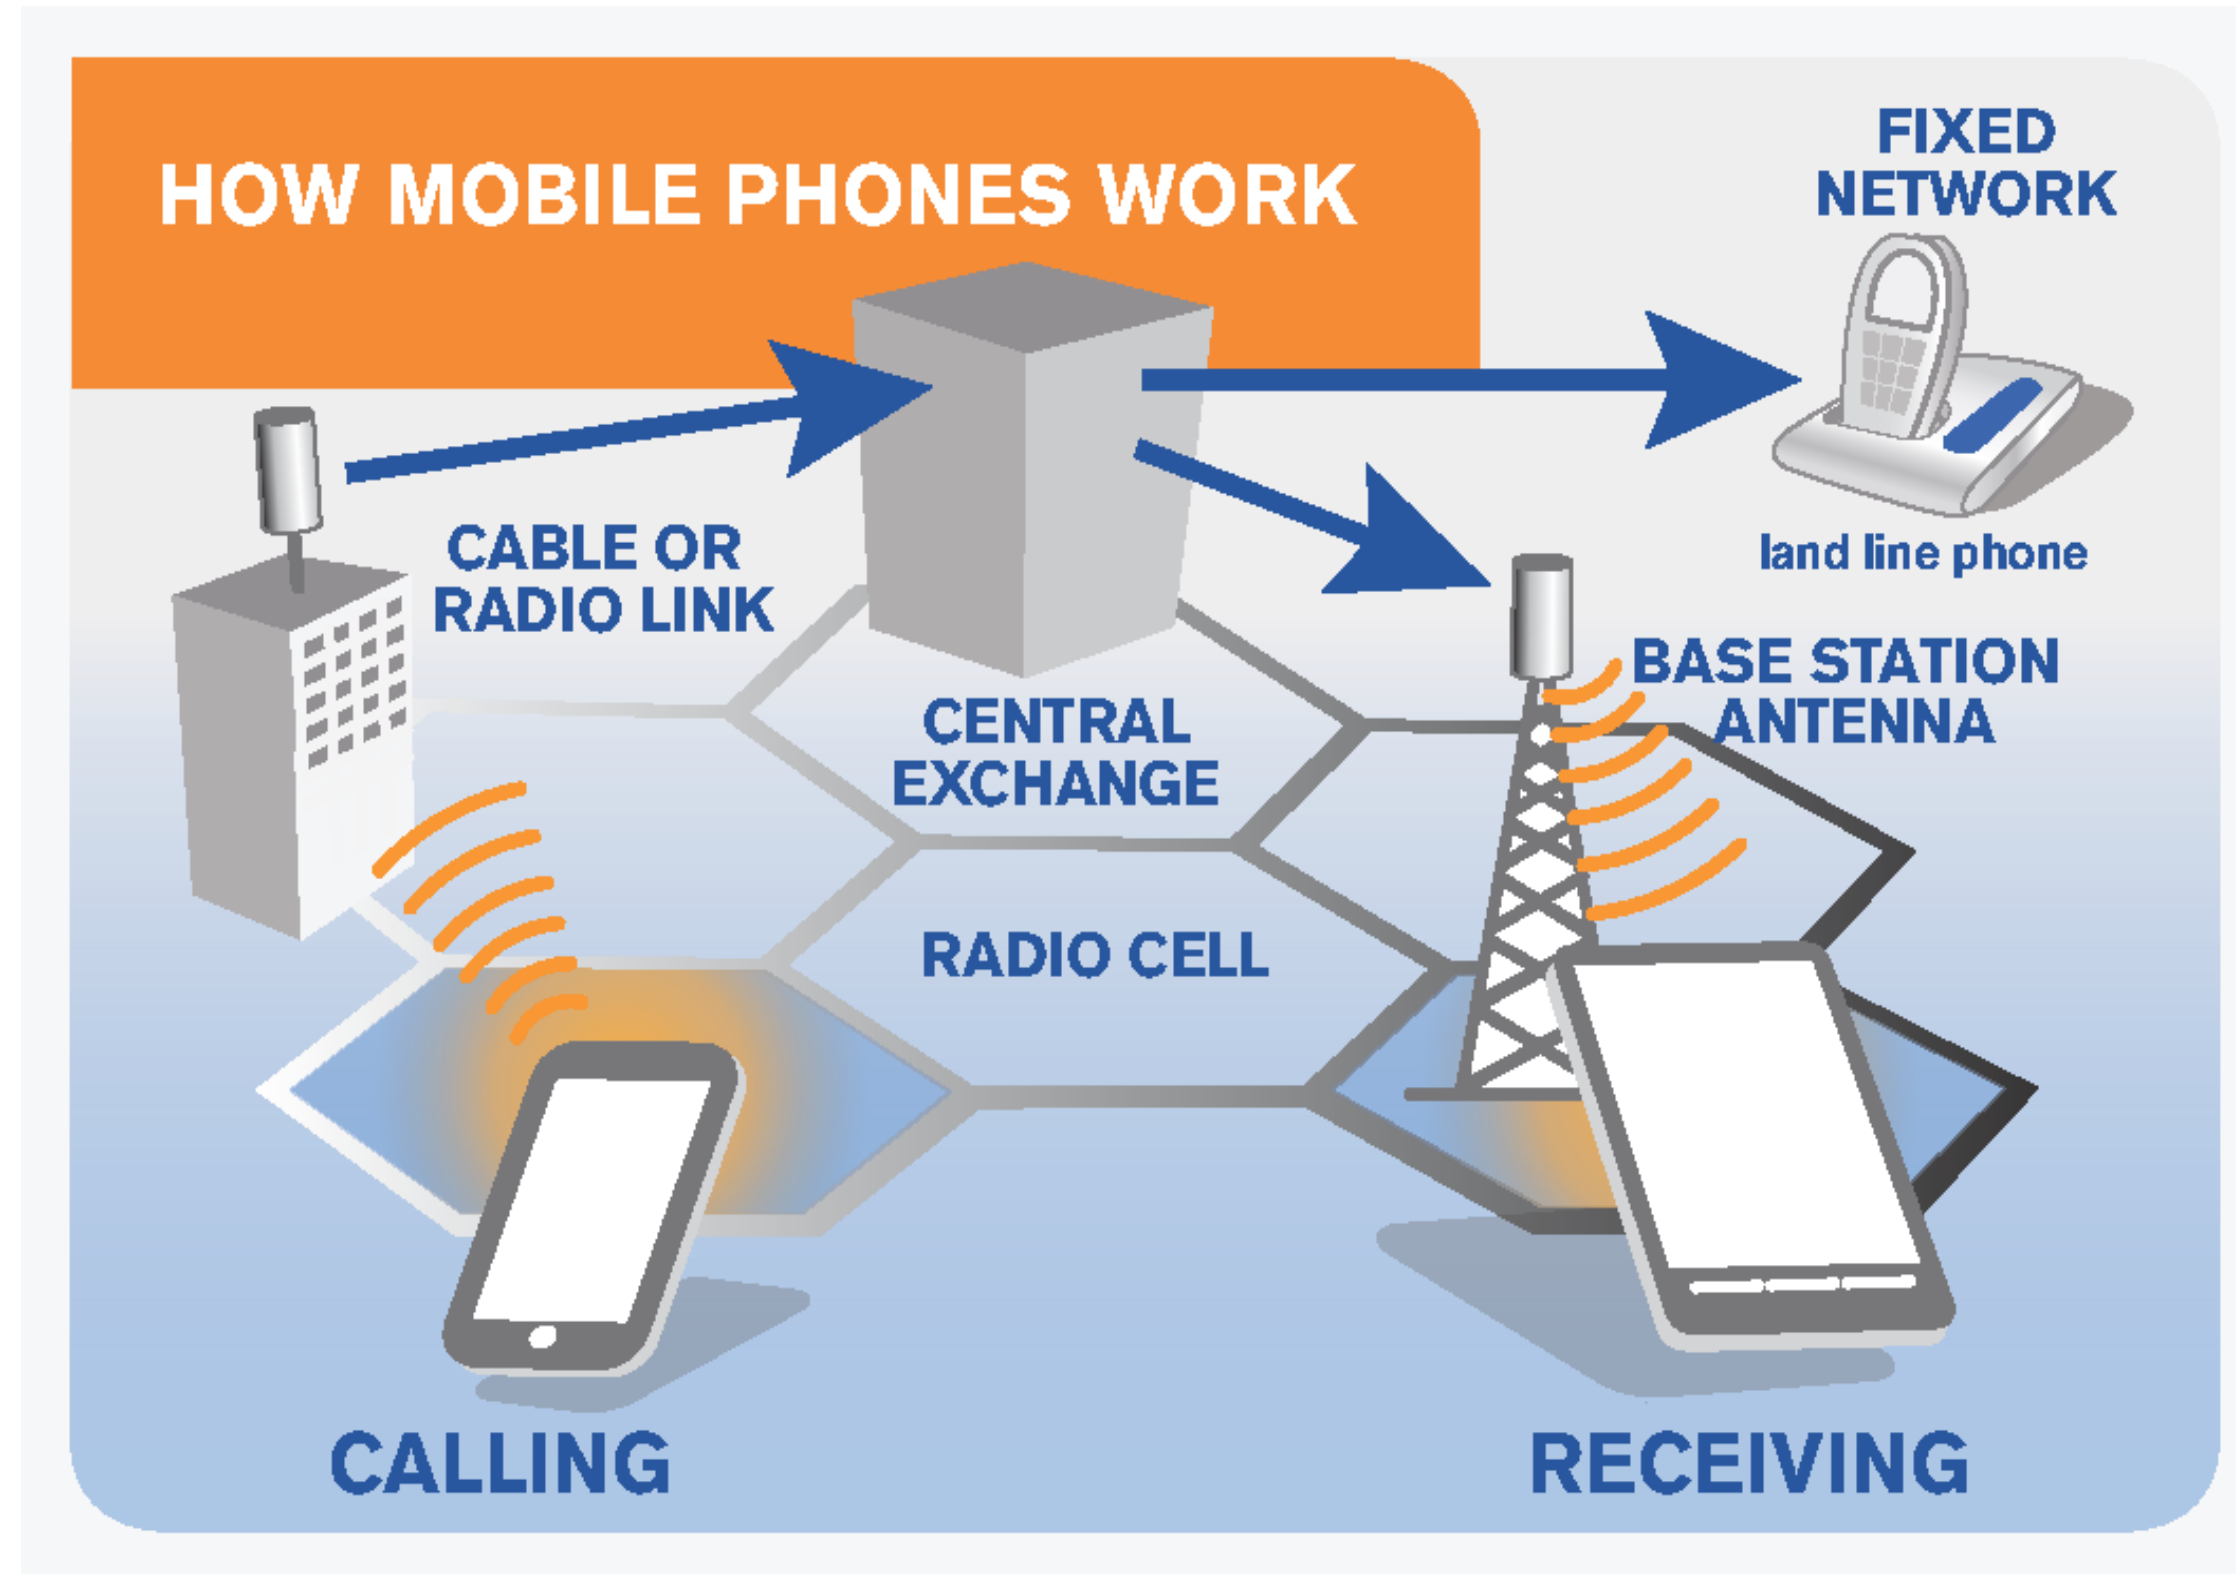 HOW MOBILE PHONES WORK
FIXED
NETWORK
land line phone
CABLE OR
RADIO LINK
CENTRAL
EXCHANGE
BASE STATION
ANTENNA
RADIO CELL
CALLING
RECEIVING